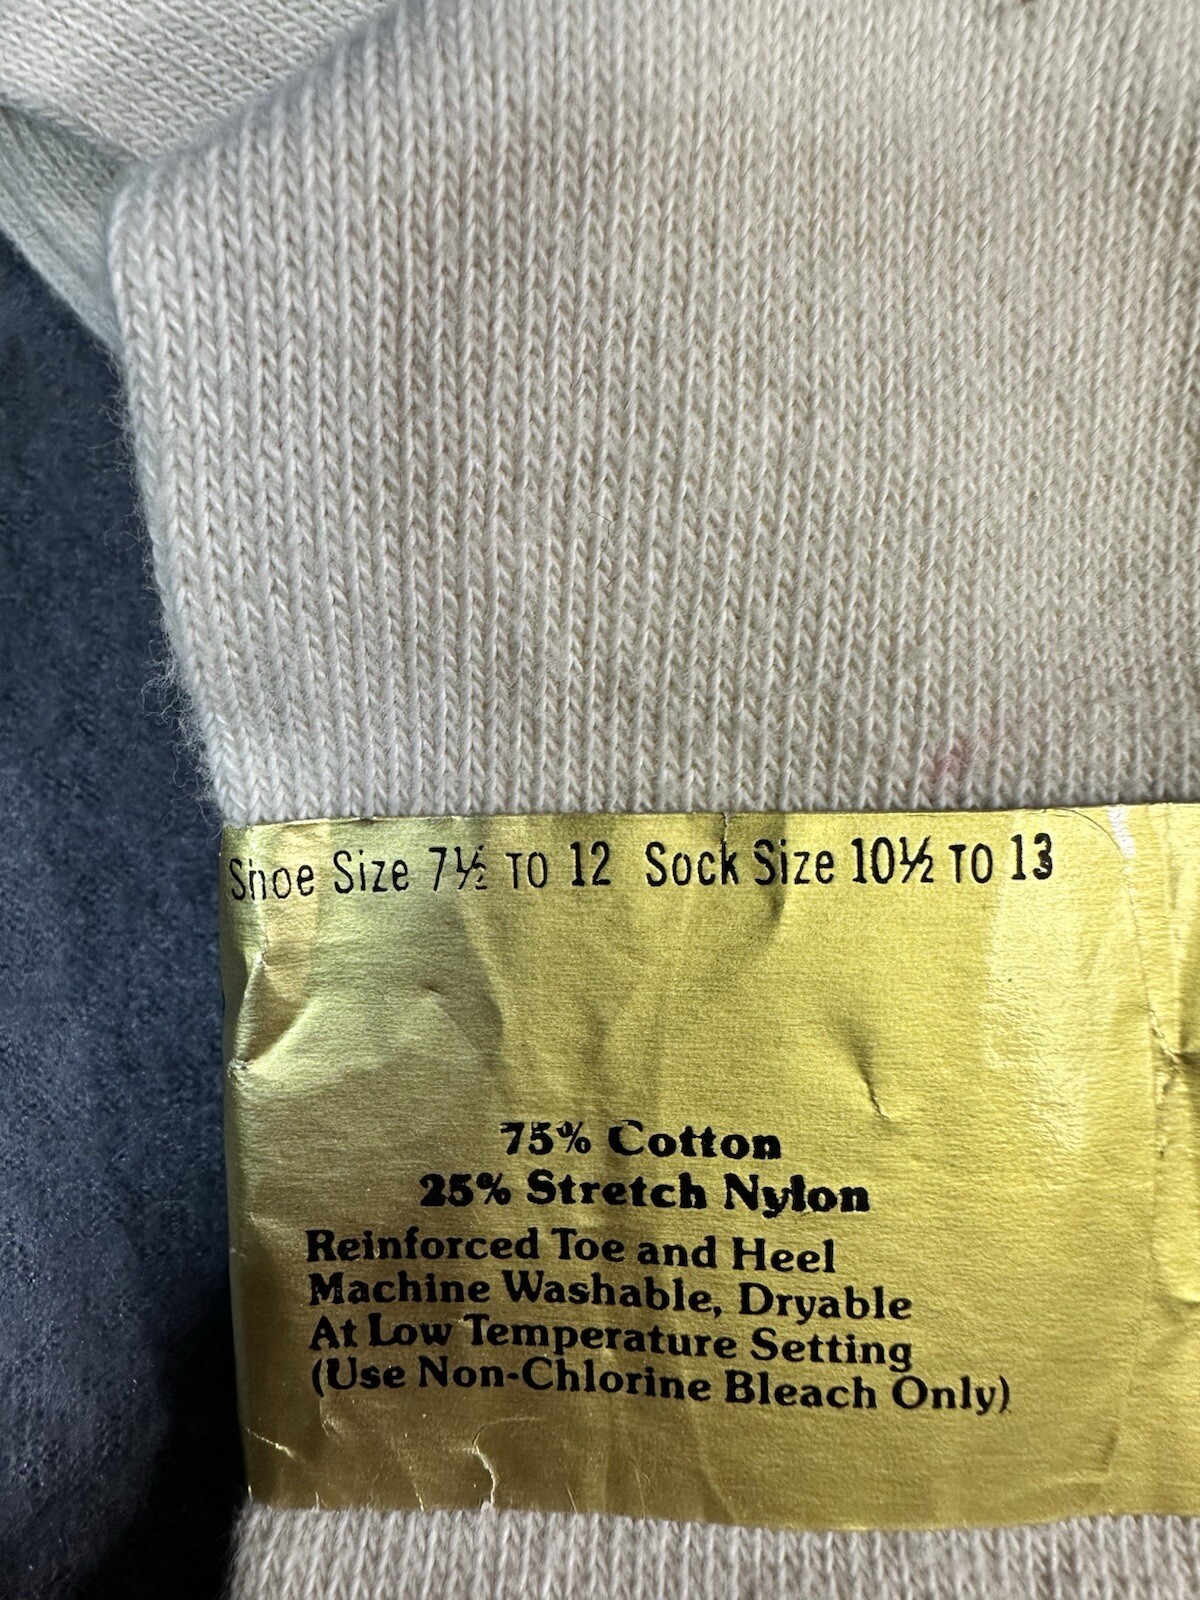 Shoe Size 7½ TO 12 Sock Size 10½ TO 13
75% Cotton
25% Stretch Nylon
Reinforced Toe and Heel
Machine Washable, Dryable
At Low Temperature Setting
(Use Non-Chlorine Bleach Only)